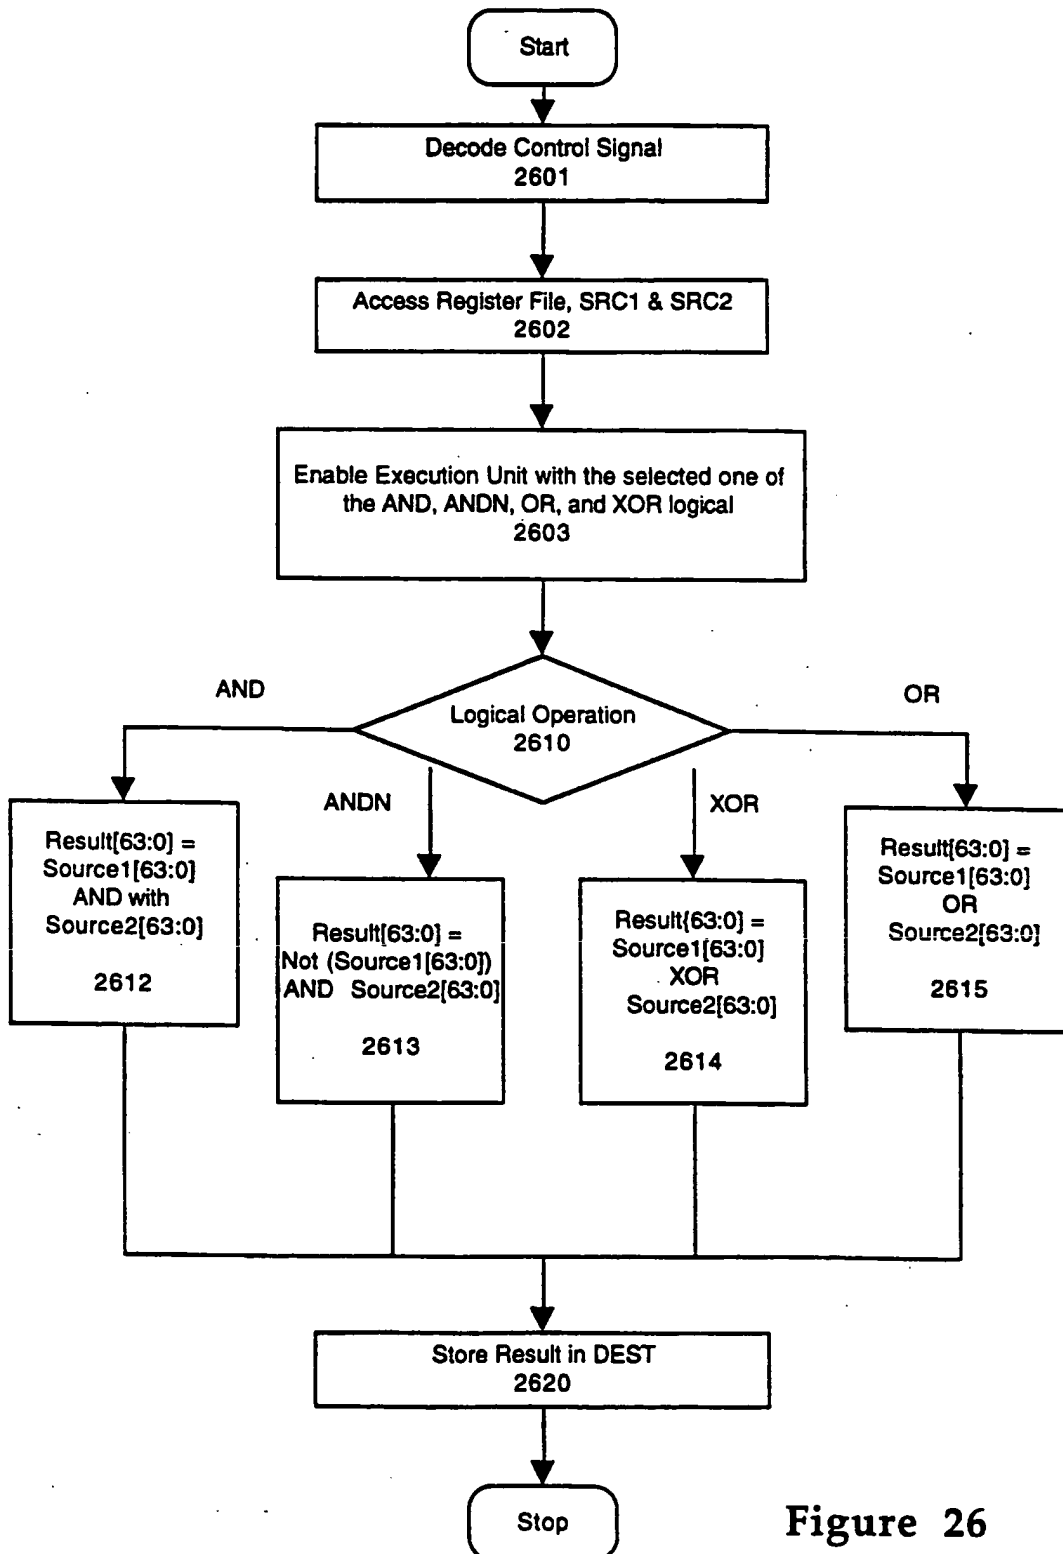 Start
Decode Control Signal
2601
Access Register File, SRC1 & SRC2
2602
Enable Execution Unit with the selected one of
the AND, ANDN, OR, and XOR logical
2603
Logical Operation
2610
AND
ANDN
XOR
OR
Result[63:0] =
Source1[63:0]
AND with
Source2[63:0]
2612
Result[63:0] =
Not (Source1[63:0])
AND Source2[63:0]
2613
Result{63:0] =
Source1[63:0]
XOR
Source2[63:0]
2614
Result[63:0] =
Source1[63:0]
OR
Source2[63:0]
2615
Store Result in DEST
2620
Stop
Figure 26